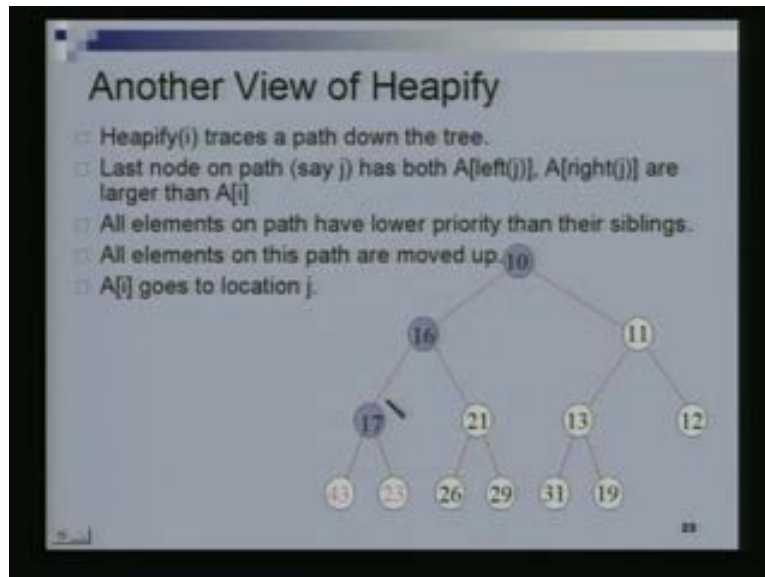 Another View of Heapify
Heapify(i) traces a path down the tree.
Last node on path (say j) has both A[left(j)], A[right(j)] are
larger than A[i]
All elements on path have lower priority than their siblings.
All elements on this path are moved up.
A[i] goes to location j.
10
16 11
17 21 13 12
43 23 26 29 31 19
23